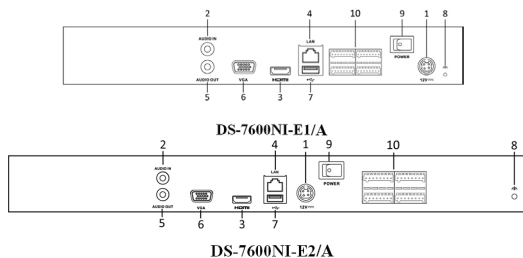 2 4 10 9 1 8
AUDIO IN LAN
POWER
AUDIO OUT VGA HDMI 12V
5 6 3 7
DS-7600NI-E1/A
2 4 1 9 10 8
AUDIO IN LAN
POWER
AUDIO OUT VGA HDMI 12V
5 6 3 7
DS-7600NI-E2/A